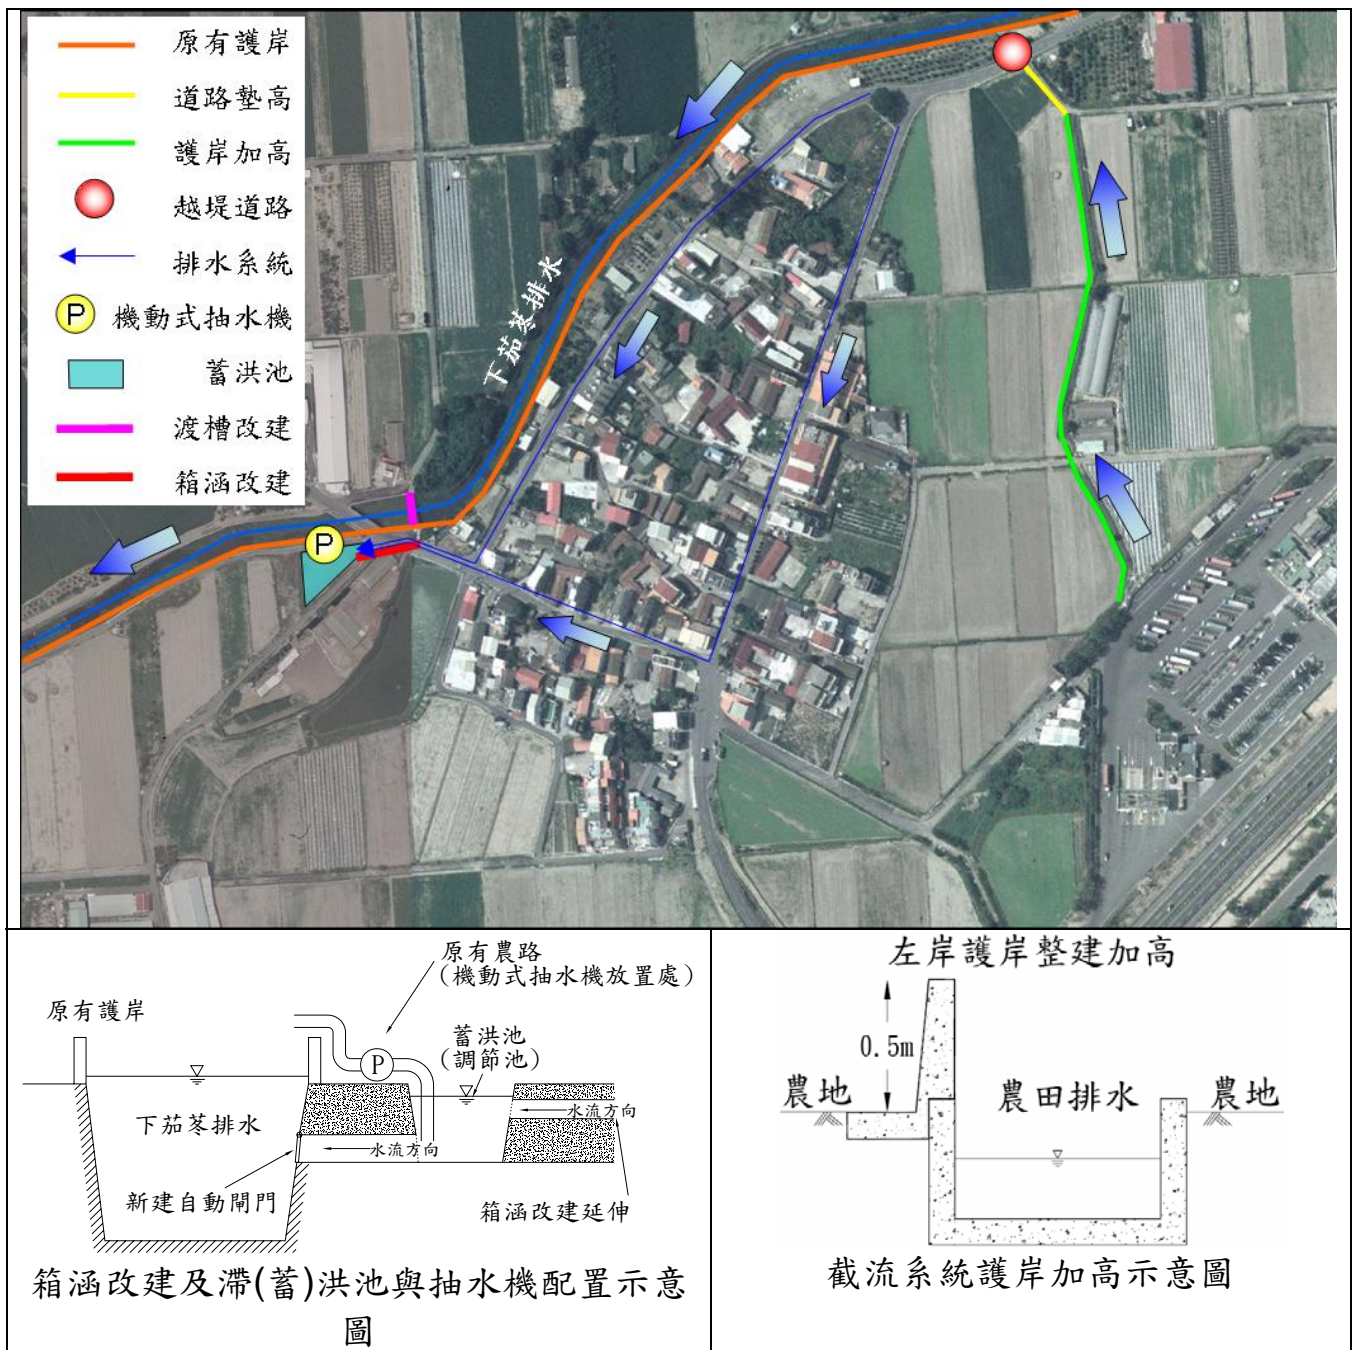 原有護岸
道路墊高
護岸加高
越堤道路
排水系統
P 機動式抽水機
蓄洪池
渡槽改建
箱涵改建
下茄苳排水
P
原有農路
(機動式抽水機放置處)
原有護岸
蓄洪池
(調節池)
P
下茄苳排水
水流方向
水流方向
新建自動閘門
箱涵改建延伸
箱涵改建及滯(蓄)洪池與抽水機配置示意
圖
左岸護岸整建加高
0.5m
農地
農田排水
農地
截流系統護岸加高示意圖